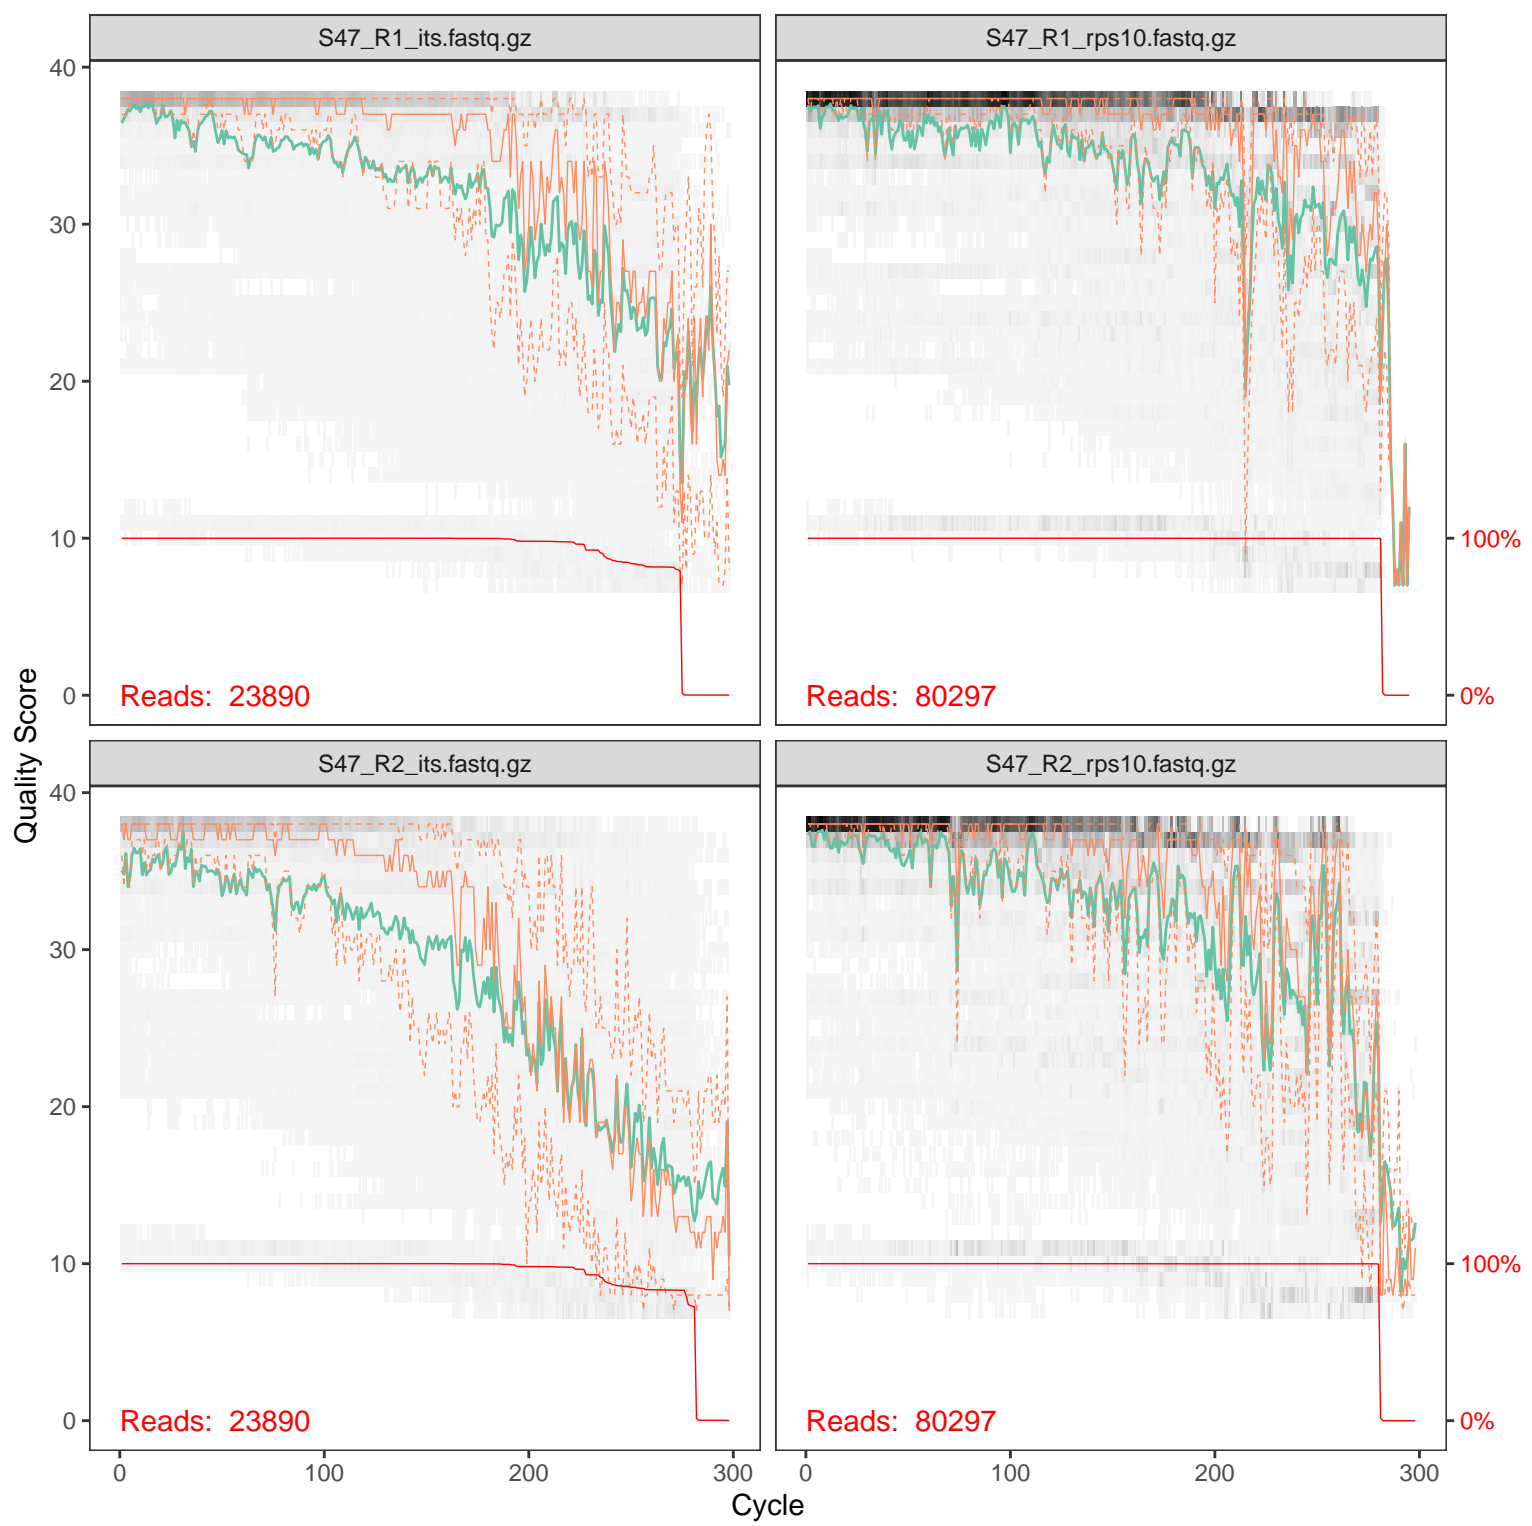 S47_R1_its.fastq.gz
S47_R1_rps10.fastq.gz
40
30
20
10
0
Reads: 23890
Reads: 80297
100%
0%
Quality Score
S47_R2_its.fastq.gz
S47_R2_rps10.fastq.gz
40
30
20
10
0
Reads: 23890
Reads: 80297
100%
0%
0 100 200 300
0 100 200 300
Cycle